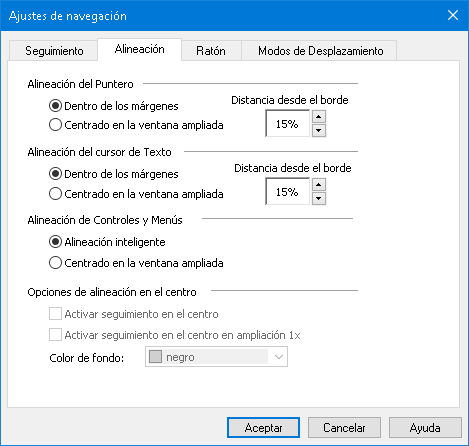 Ajustes de navegación
Seguimiento Alineación Ratón Modos de Desplazamiento
Alineación del Puntero
Dentro de los márgenes Distancia desde el borde
Centrado en la ventana ampliada 15%
Alineación del cursor de Texto
Dentro de los márgenes Distancia desde el borde
Centrado en la ventana ampliada 15%
Alineación de Controles y Menús
Alineación inteligente
Centrado en la ventana ampliada
Opciones de alineación en el centro
Activar seguimiento en el centro
Activar seguimiento en el centro en ampliación 1x
Color de fondo: negro
Aceptar Cancelar Ayuda